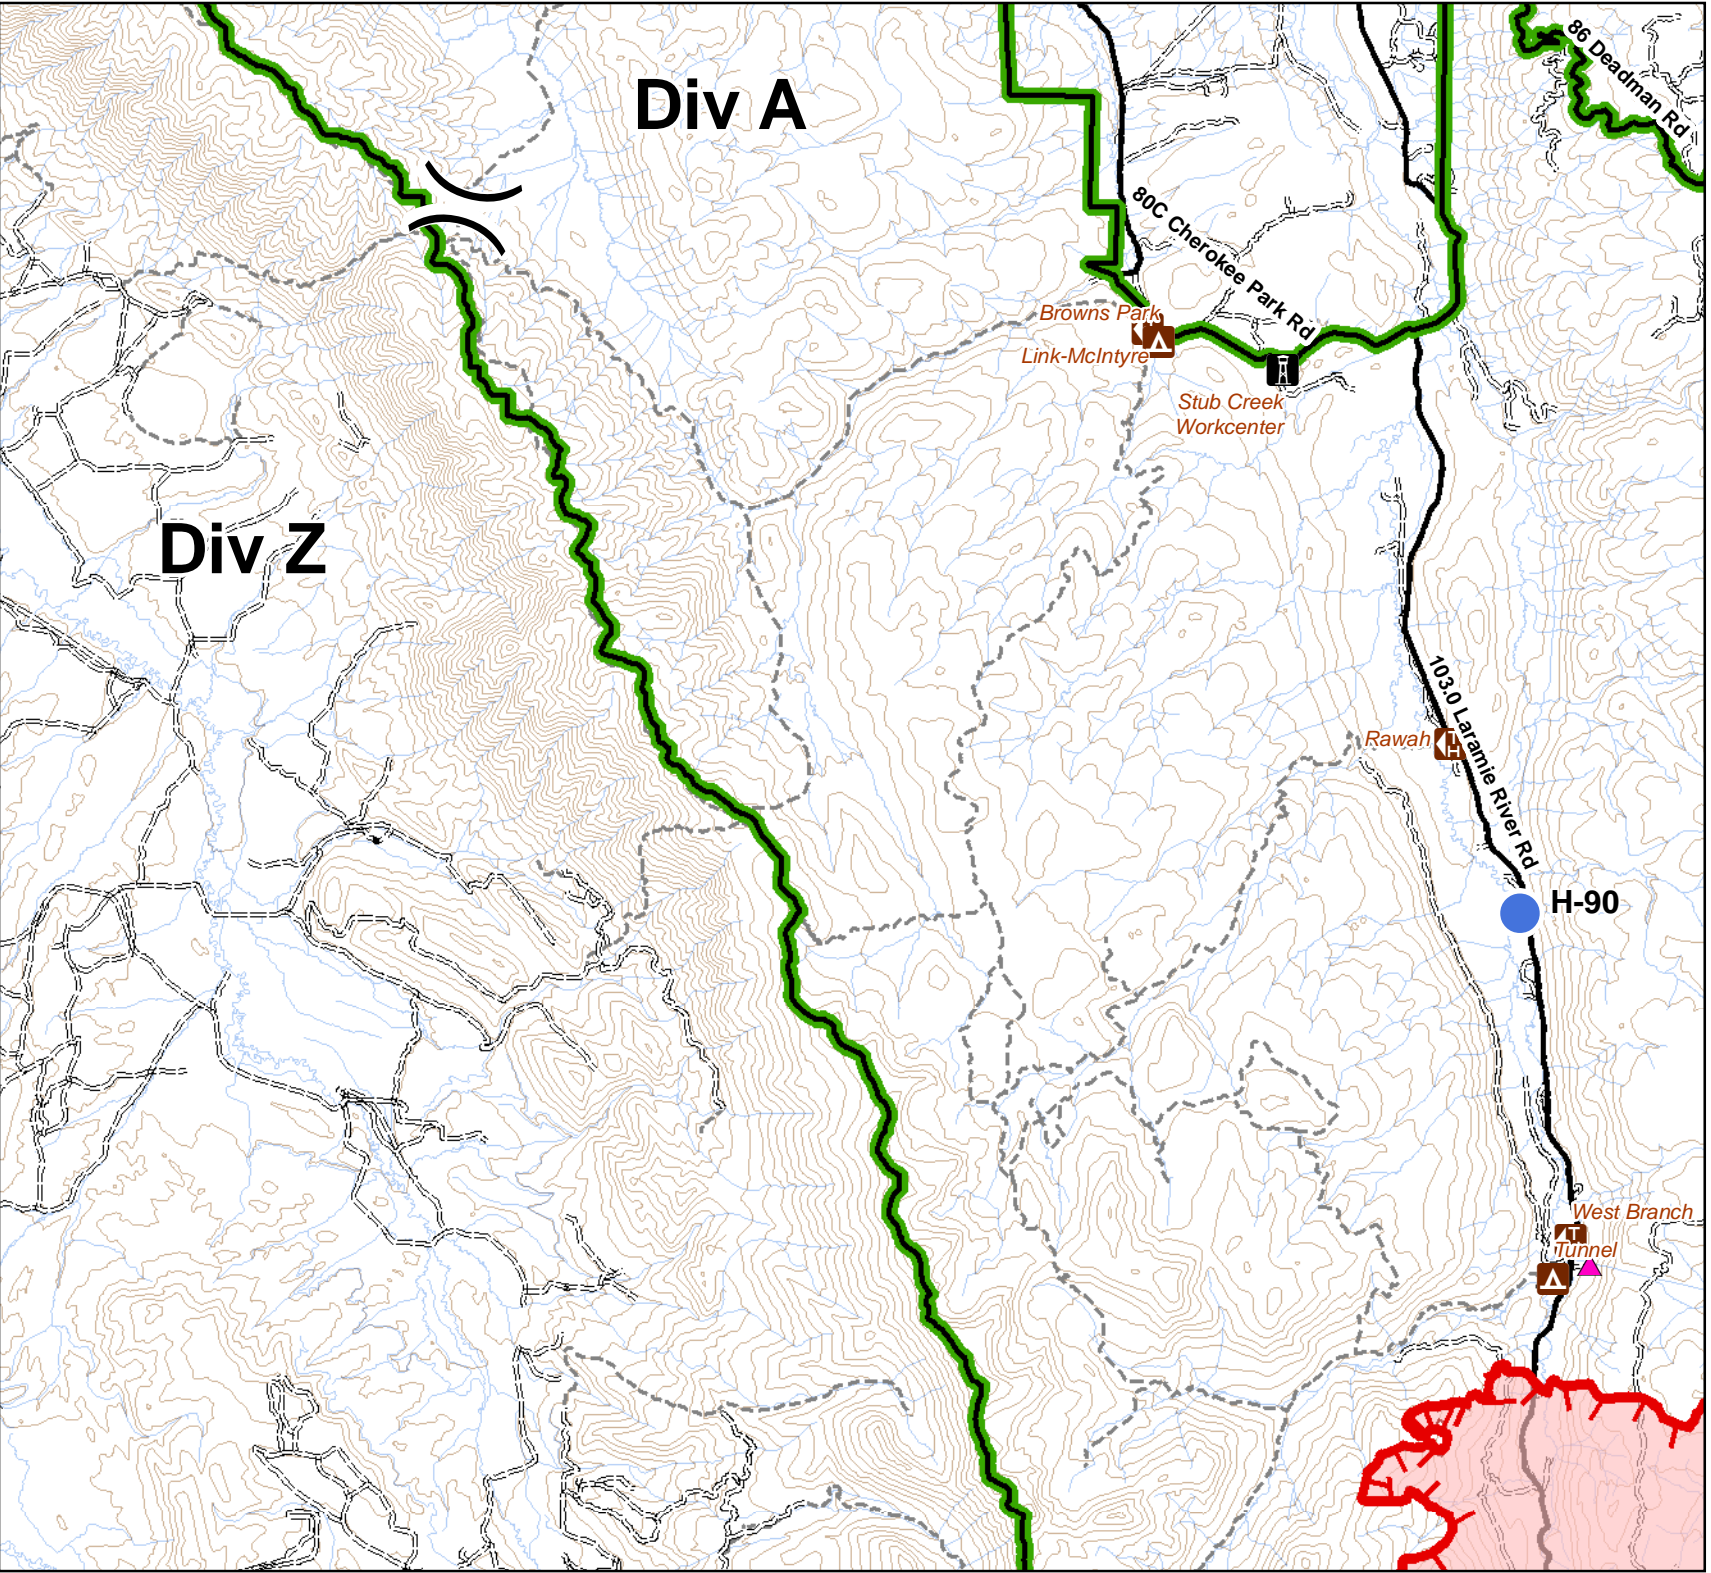 86 Deadman Rd
Div A
80C Cherokee Park Rd
Browns Park
Link-McIntyre
Stub Creek
Workcenter
Div Z
103.0 Laramie River Rd
Rawah
TH
H-90
West Branch
T
Tunnel